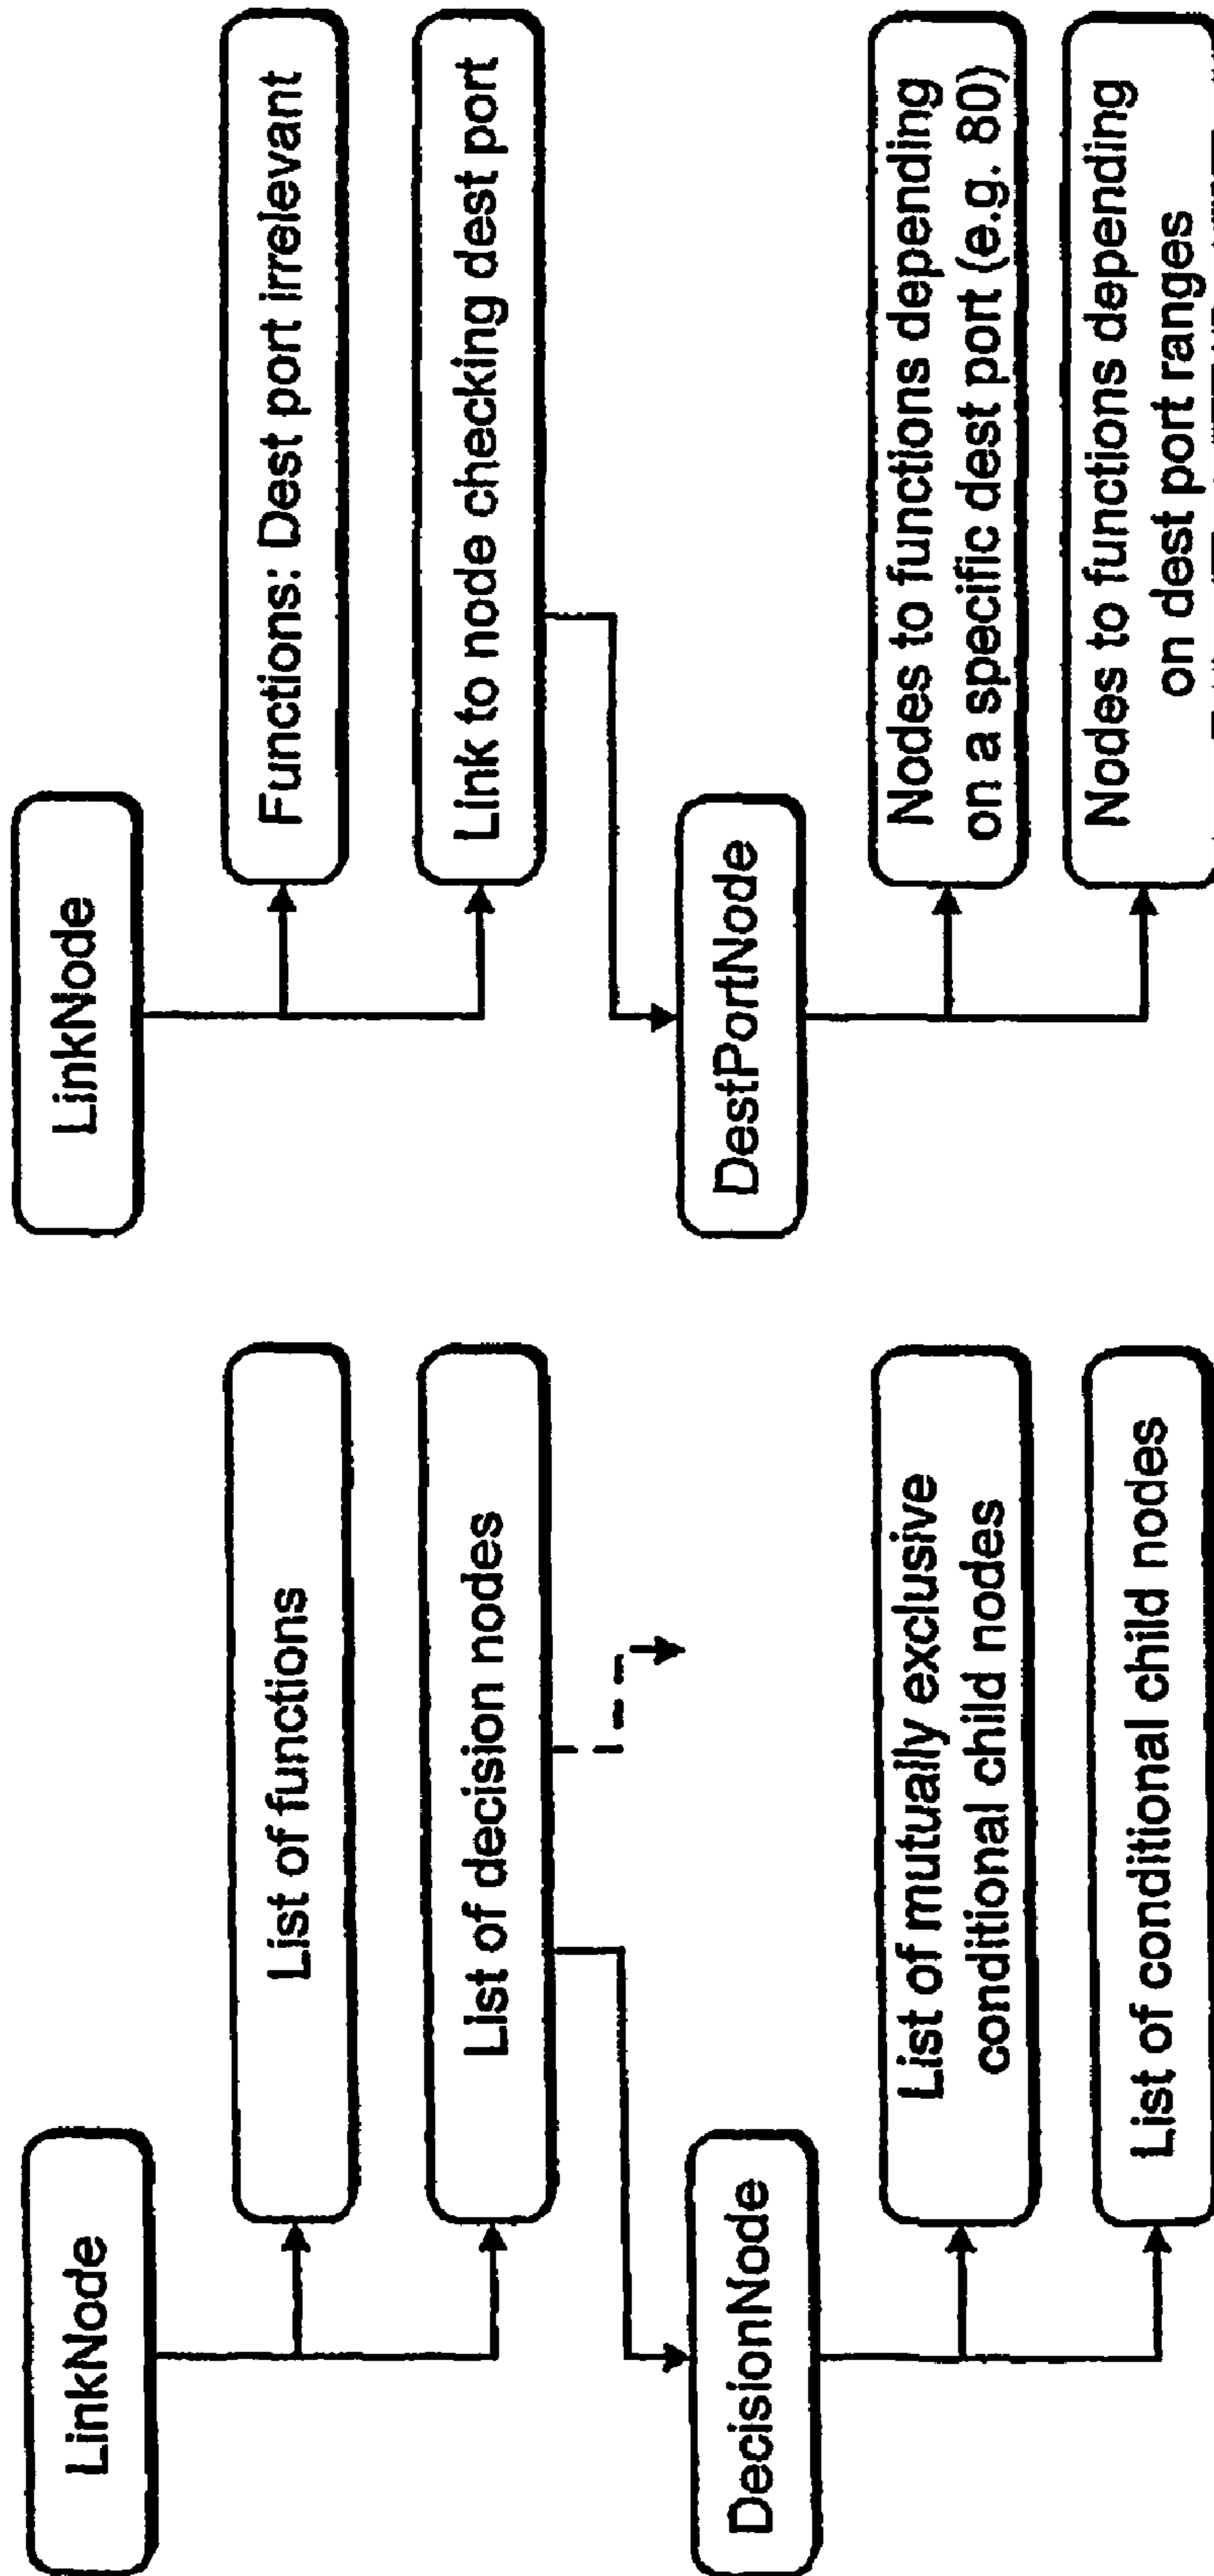 LinkNode
List of functions
List of decision nodes
DecisionNode
List of mutually exclusive
conditional child nodes
List of conditional child nodes
LinkNode
Functions: Dest port irrelevant
Link to node checking dest port
DestPortNode
Nodes to functions depending
on a specific dest port (e.g. 80)
Nodes to functions depending
on dest port ranges